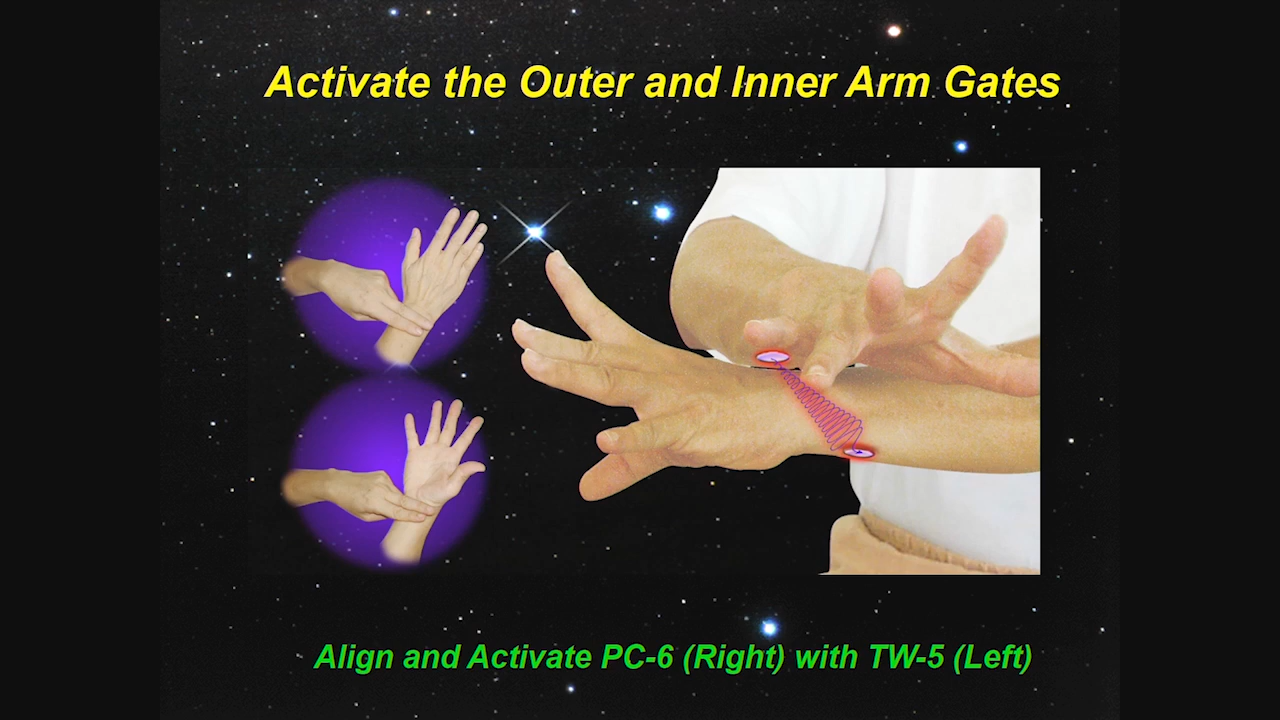 Activate the Outer and Inner Arm Gates
Align and Activate PC-6 (Right) with TW-5 (Left)